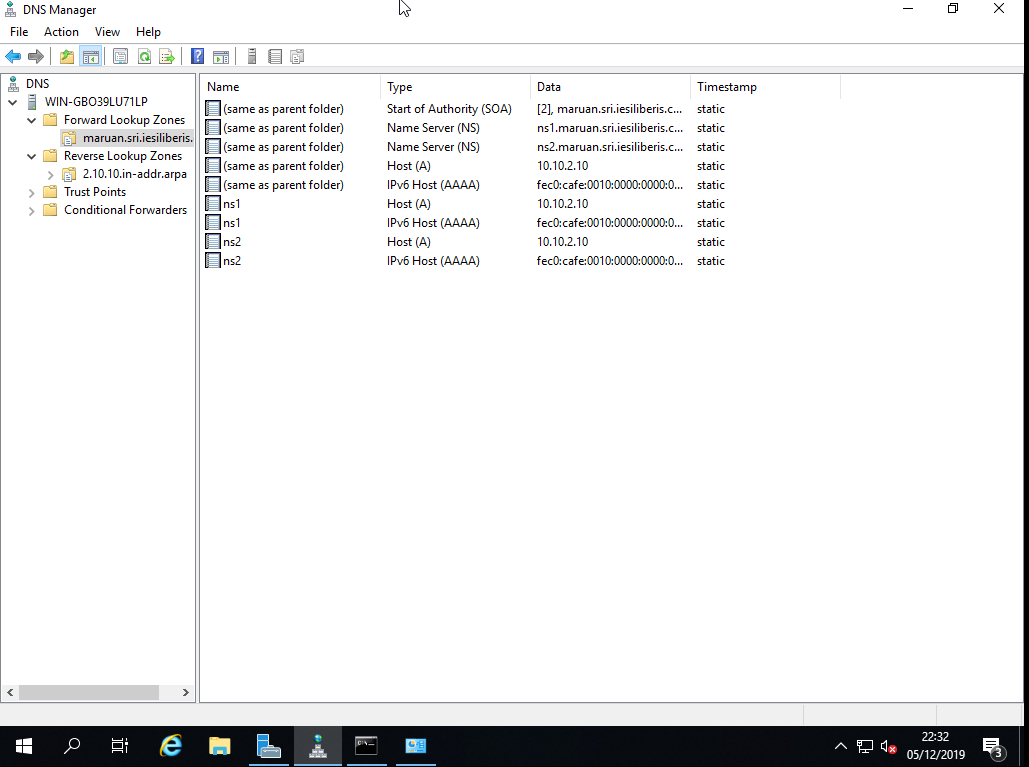 DNS Manager
File Action View Help
DNS
WIN-GBO39LU71LP
Forward Lookup Zones
maruan.sri.iesiliberis.
Reverse Lookup Zones
2.10.10.in-addr.arpa
Trust Points
Conditional Forwarders
Name Type Data Timestamp
(same as parent folder) Start of Authority (SOA) [2], maruan.sri.iesiliberis.c... static
(same as parent folder) Name Server (NS) ns1.maruan.sri.iesiliberis.c... static
(same as parent folder) Name Server (NS) ns2.maruan.sri.iesiliberis.c... static
(same as parent folder) Host (A) 10.10.2.10 static
(same as parent folder) IPv6 Host (AAAA) fec0:cafe:0010:0000:0000:0... static
ns1 Host (A) 10.10.2.10 static
ns1 IPv6 Host (AAAA) fec0:cafe:0010:0000:0000:0... static
ns2 Host (A) 10.10.2.10 static
ns2 IPv6 Host (AAAA) fec0:cafe:0010:0000:0000:0... static
22:32
05/12/2019
3